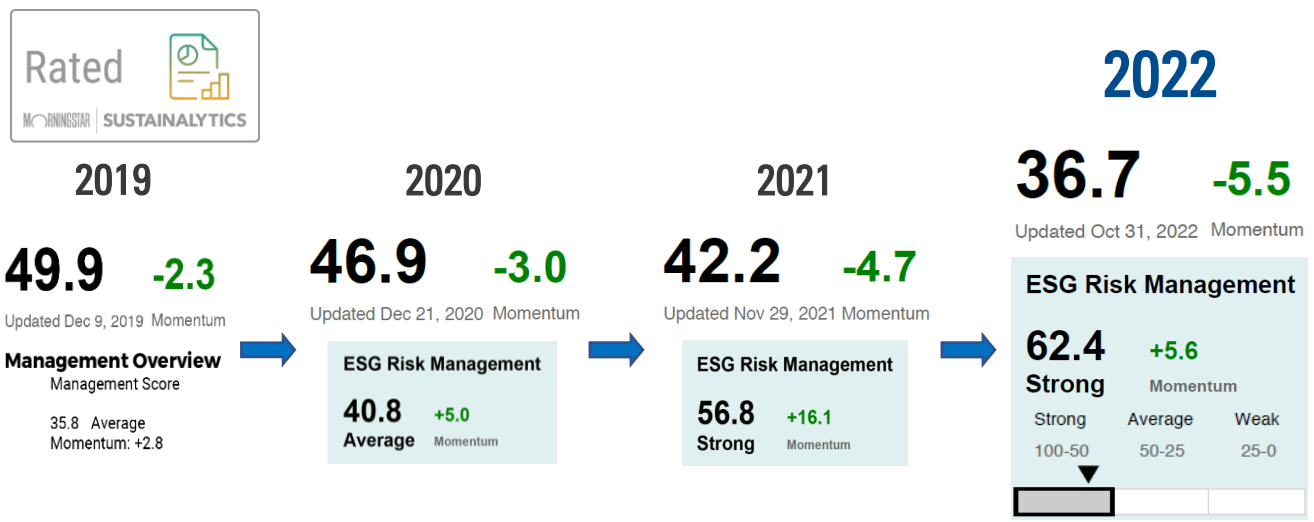 Rated
MORNINGSTAR | SUSTAINALYTICS
2019
49.9 -2.3
Updated Dec 9, 2019 Momentum
Management Overview
Management Score
35.8 Average
Momentum: +2.8
2020
46.9 -3.0
Updated Dec 21, 2020 Momentum
ESG Risk Management
40.8 +5.0
Average Momentum
2021
42.2 -4.7
Updated Nov 29, 2021 Momentum
ESG Risk Management
56.8 +16.1
Strong Momentum
2022
36.7 -5.5
Updated Oct 31, 2022 Momentum
ESG Risk Management
62.4 +5.6
Strong Momentum
Strong Average Weak
100-50 50-25 25-0